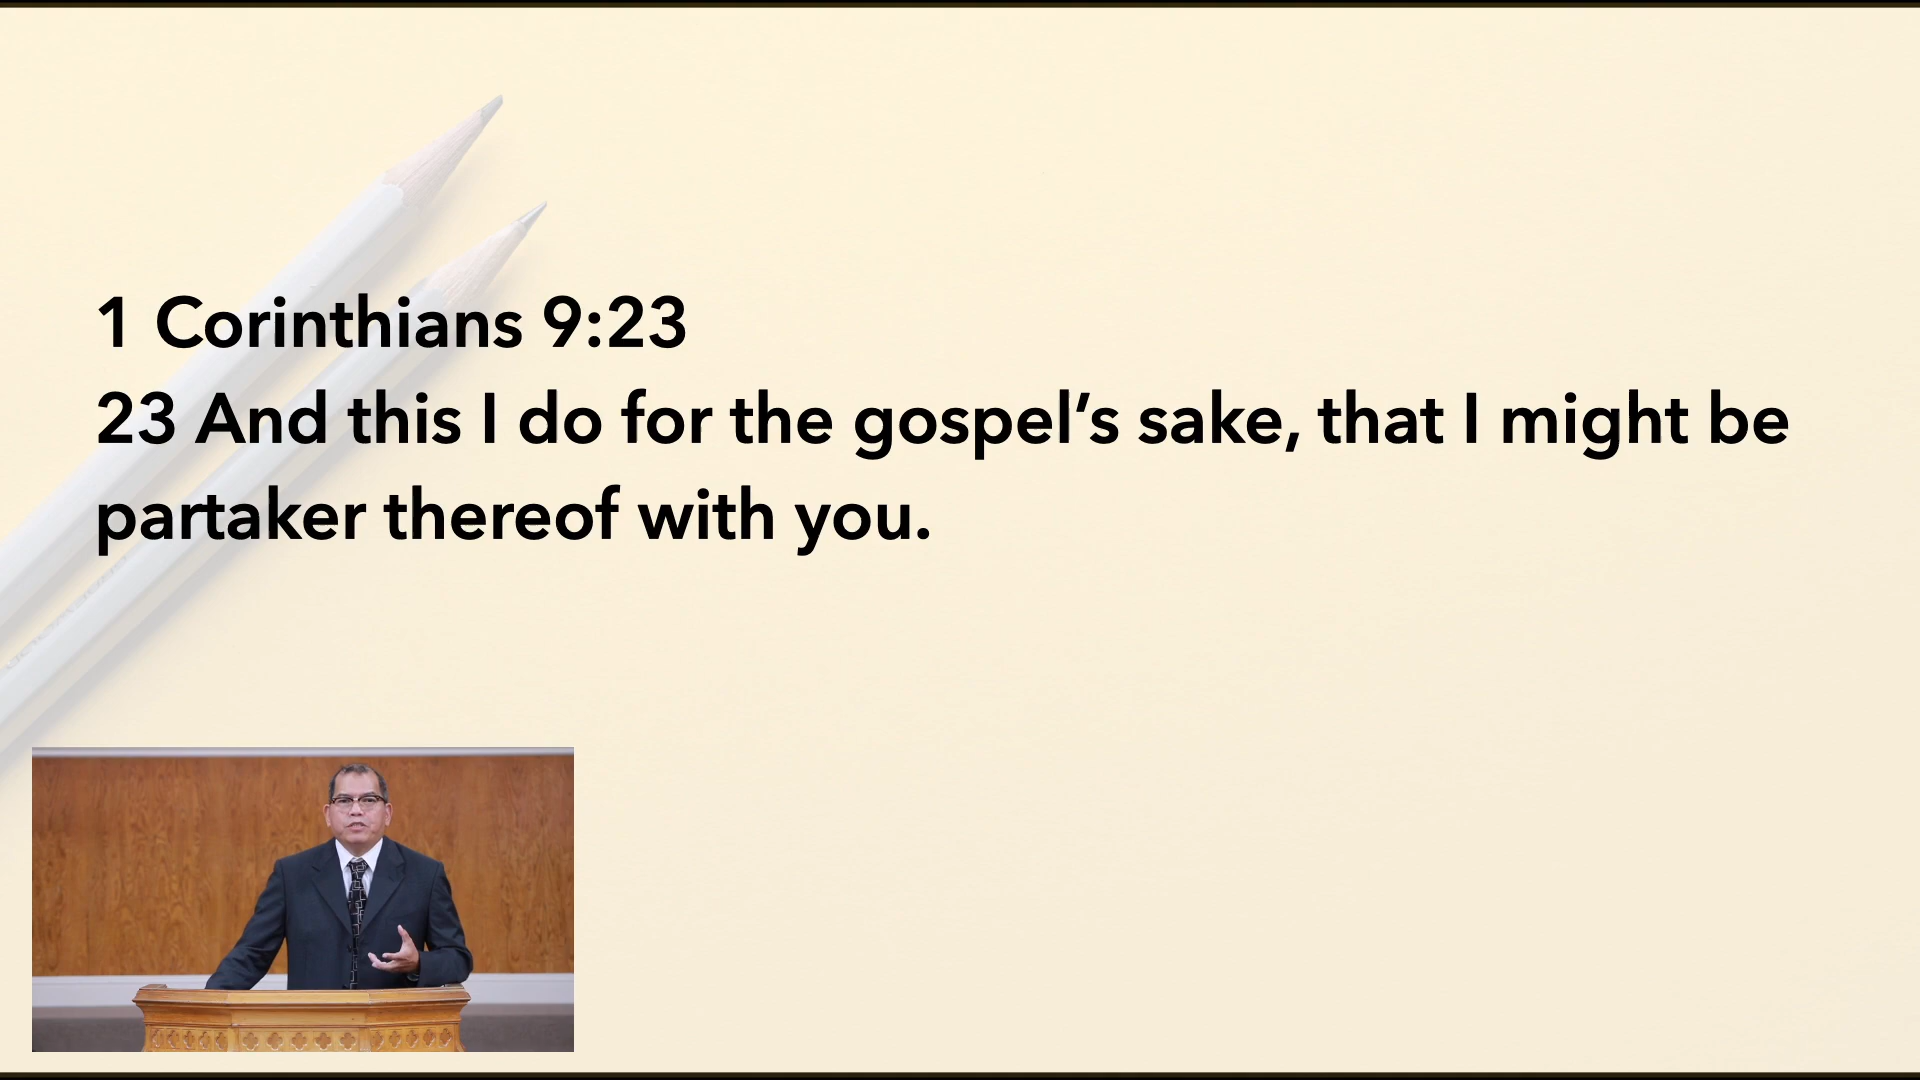 1 Corinthians 9:23
23 And this I do for the gospel’s sake, that I might be
partaker thereof with you.